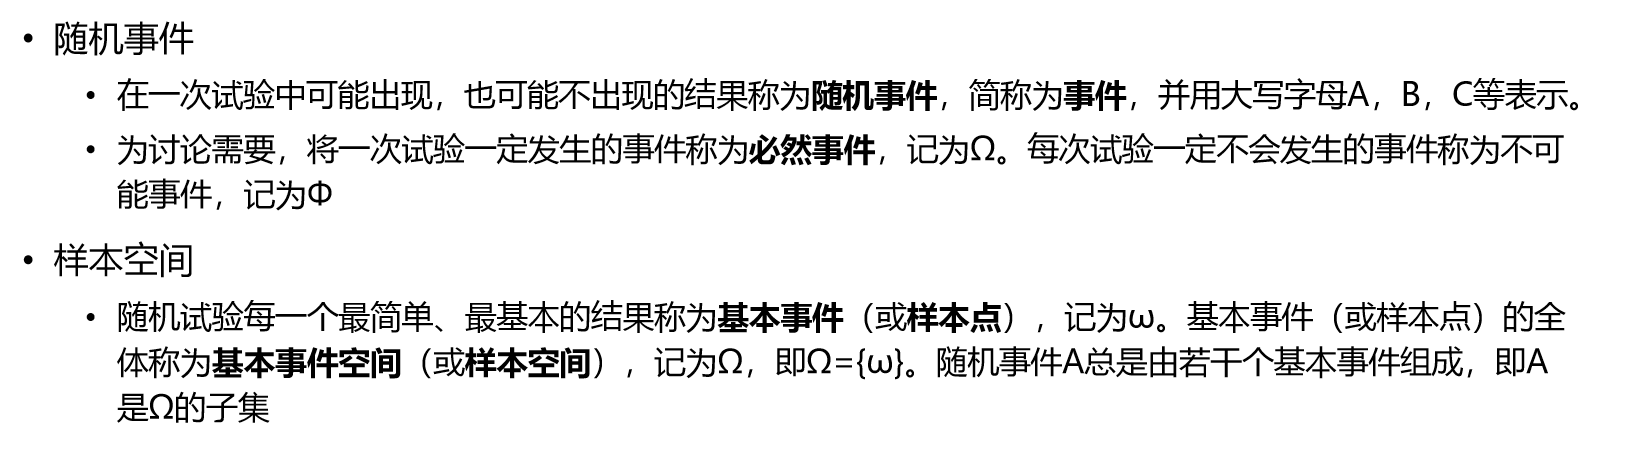 • 随机事件
• 在一次试验中可能出现，也可能不出现的结果称为随机事件，简称为事件，并用大写字母A，B，C等表示。
• 为讨论需要，将一次试验一定发生的事件称为必然事件，记为Ω。每次试验一定不会发生的事件称为不可
能事件，记为Φ
• 样本空间
• 随机试验每一个最简单、最基本的结果称为基本事件（或样本点），记为ω。基本事件（或样本点）的全
体称为基本事件空间（或样本空间），记为Ω，即Ω={ω}。随机事件A总是由若干个基本事件组成，即A
是Ω的子集